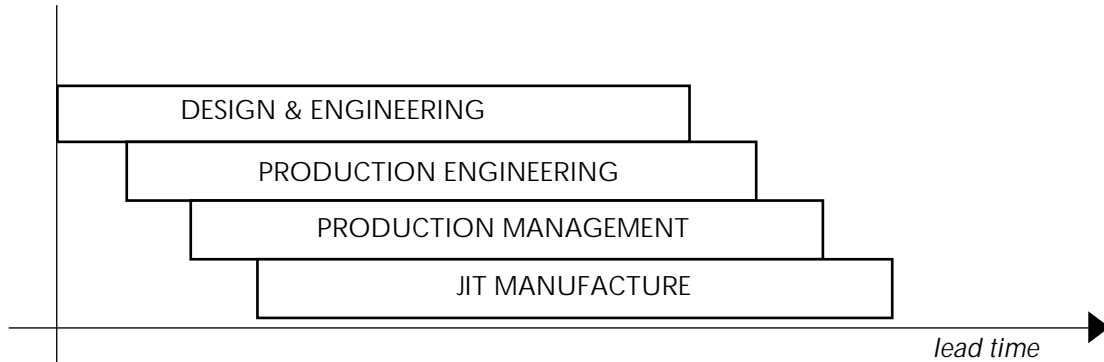 DESIGN & ENGINEERING
PRODUCTION ENGINEERING
PRODUCTION MANAGEMENT
JIT MANUFACTURE
lead time